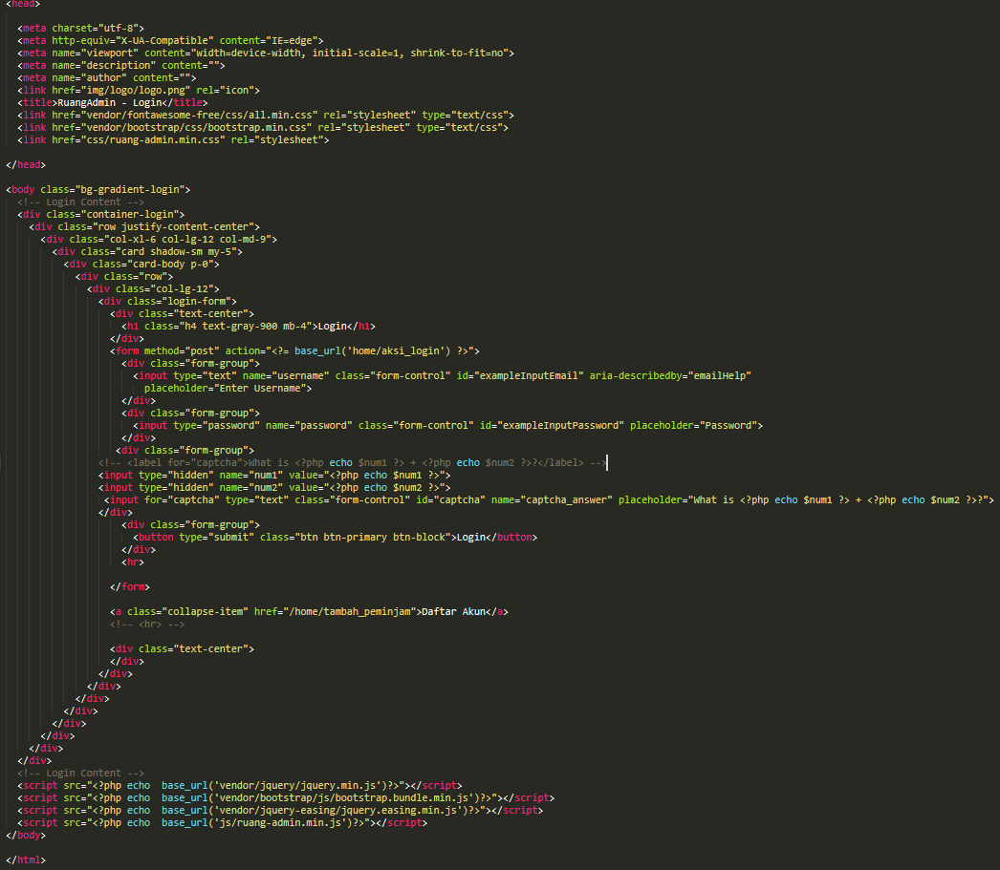 <head>
<meta charset="utf-8">
<meta http-equiv="X-UA-Compatible" content="IE=edge">
<meta name="viewport" content="width=device-width, initial-scale=1, shrink-to-fit=no">
<meta name="description" content="">
<meta name="author" content="">
<link href="img/logo/logo.png" rel="icon">
<title>RuangAdmin - Login</title>
<link href="vendor/fontawesome-free/css/all.min.css" rel="stylesheet" type="text/css">
<link href="vendor/bootstrap/css/bootstrap.min.css" rel="stylesheet" type="text/css">
<link href="css/ruang-admin.min.css" rel="stylesheet">
</head>
<body class="bg-gradient-login">
<!-- Login Content -->
<div class="container-login">
<div class="row justify-content-center">
<div class="col-xl-6 col-lg-12 col-md-9">
<div class="card shadow-sm my-5">
<div class="card-body p-0">
<div class="row">
<div class="col-lg-12">
<div class="login-form">
<div class="text-center">
<h1 class="h4 text-gray-900 mb-4">Login</h1>
</div>
<form method="post" action="<?= base_url('home/aksi_login') ?>">
<div class="form-group">
<input type="text" name="username" class="form-control" id="exampleInputEmail" aria-describedby="emailHelp"
placeholder="Enter Username">
</div>
<div class="form-group">
<input type="password" name="password" class="form-control" id="exampleInputPassword" placeholder="Password">
</div>
<div class="form-group">
<!-- <label for="captcha">What is <?php echo $num1 ?> + <?php echo $num2 ?>?</label> -->
<input type="hidden" name="num1" value="<?php echo $num1 ?>">
<input type="hidden" name="num2" value="<?php echo $num2 ?>">
<input for="captcha" type="text" class="form-control" id="captcha" name="captcha_answer" placeholder="What is <?php echo $num1 ?> + <?php echo $num2 ?>?">
</div>
<div class="form-group">
<button type="submit" class="btn btn-primary btn-block">Login</button>
</div>
<hr>
</form>
<a class="collapse-item" href="/home/tambah_peminjam">Daftar Akun</a>
<!-- <hr> -->
<div class="text-center">
</div>
</div>
</div>
</div>
</div>
</div>
</div>
</div>
</div>
<!-- Login Content -->
<script src="<?php echo  base_url('vendor/jquery/jquery.min.js')?>"></script>
<script src="<?php echo  base_url('vendor/bootstrap/js/bootstrap.bundle.min.js')?>"></script>
<script src="<?php echo  base_url('vendor/jquery-easing/jquery.easing.min.js')?>"></script>
<script src="<?php echo  base_url('js/ruang-admin.min.js')?>"></script>
</body>
</html>